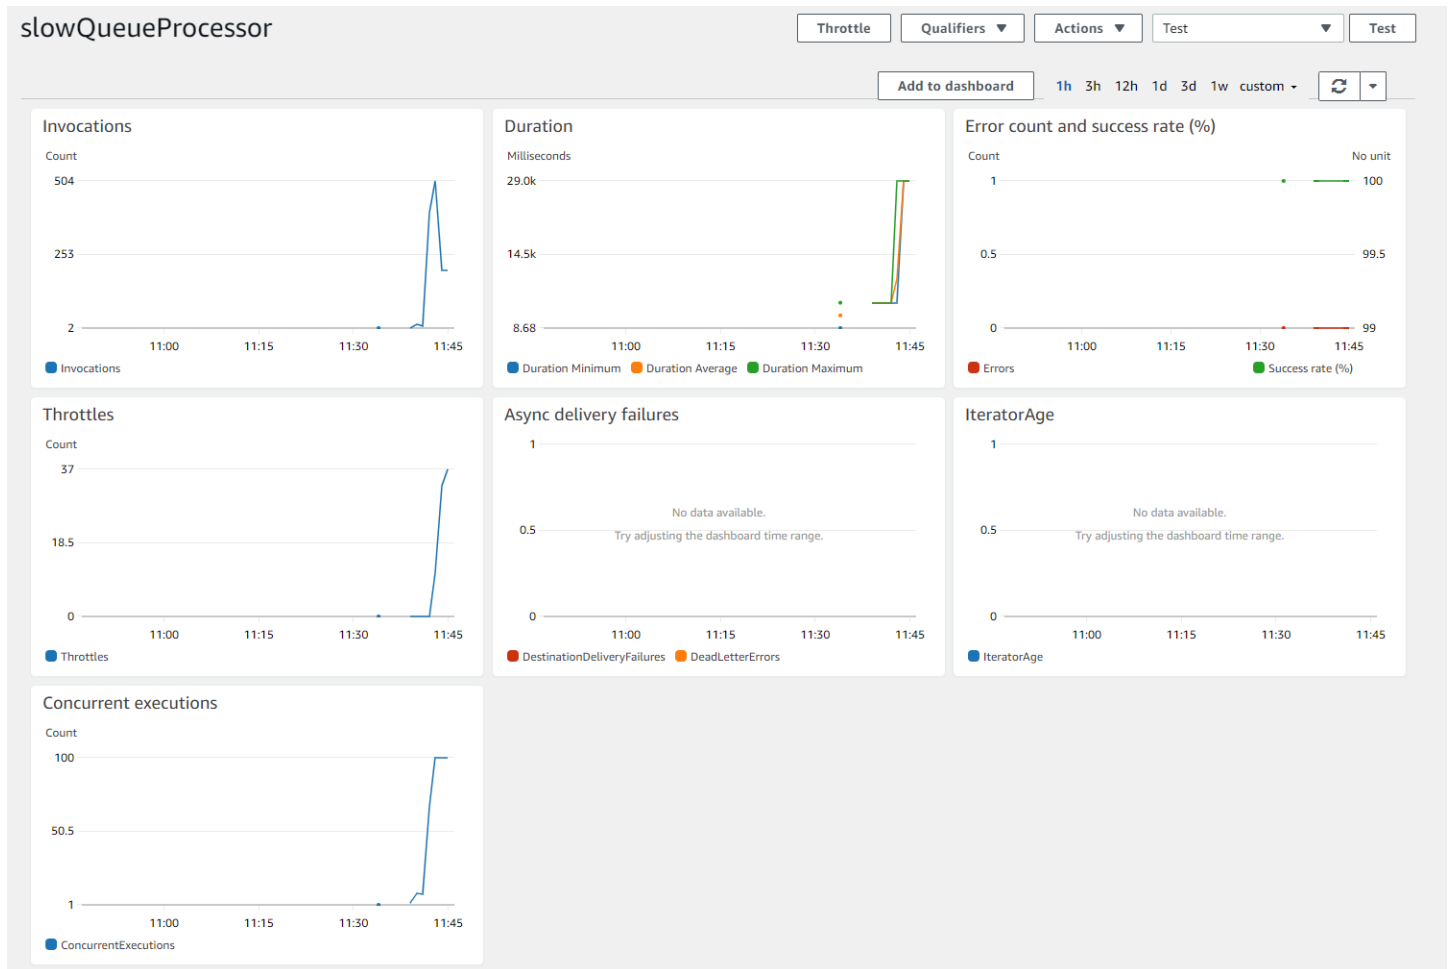 slowQueueProcessor
Throttle
Qualifiers
Actions
Test
Test
Add to dashboard
1h 3h 12h 1d 3d 1w custom
Invocations
Count
504
253
2
11:00 11:15 11:30 11:45
Invocations
Duration
Milliseconds
29.0k
14.5k
8.68
11:00 11:15 11:30 11:45
Duration Minimum Duration Average Duration Maximum
Error count and success rate (%)
Count No unit
1 100
0.5 99.5
0 99
11:00 11:15 11:30 11:45
Errors Success rate (%)
Throttles
Count
37
18.5
0
11:00 11:15 11:30 11:45
Throttles
Async delivery failures
1
No data available.
0.5
Try adjusting the dashboard time range.
0
11:00 11:15 11:30 11:45
DestinationDeliveryFailures DeadLetterErrors
IteratorAge
1
No data available.
0.5
Try adjusting the dashboard time range.
0
11:00 11:15 11:30 11:45
IteratorAge
Concurrent executions
Count
100
50.5
1
11:00 11:15 11:30 11:45
ConcurrentExecutions